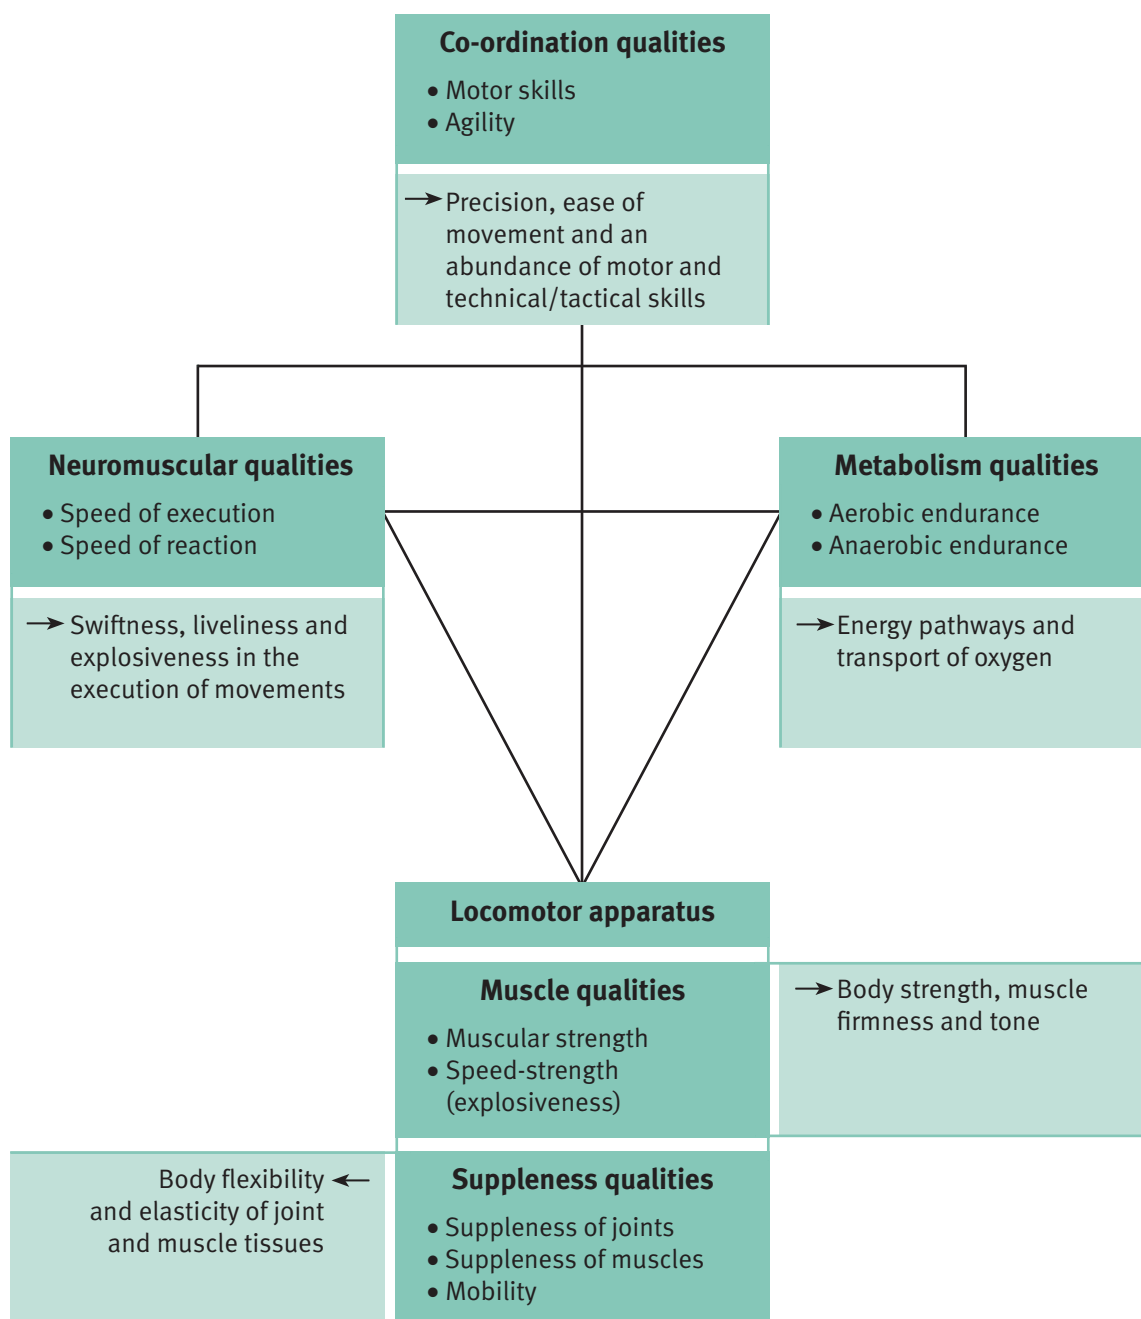 Co-ordination qualities
• Motor skills
• Agility
→ Precision, ease of
movement and an
abundance of motor and
technical/tactical skills
Neuromuscular qualities
• Speed of execution
• Speed of reaction
→ Swiftness, liveliness and
explosiveness in the
execution of movements
Metabolism qualities
• Aerobic endurance
• Anaerobic endurance
→ Energy pathways and
transport of oxygen
Locomotor apparatus
Muscle qualities
• Muscular strength
• Speed-strength
(explosiveness)
→ Body strength, muscle
firmness and tone
Suppleness qualities
• Suppleness of joints
• Suppleness of muscles
• Mobility
Body flexibility ←
and elasticity of joint
and muscle tissues